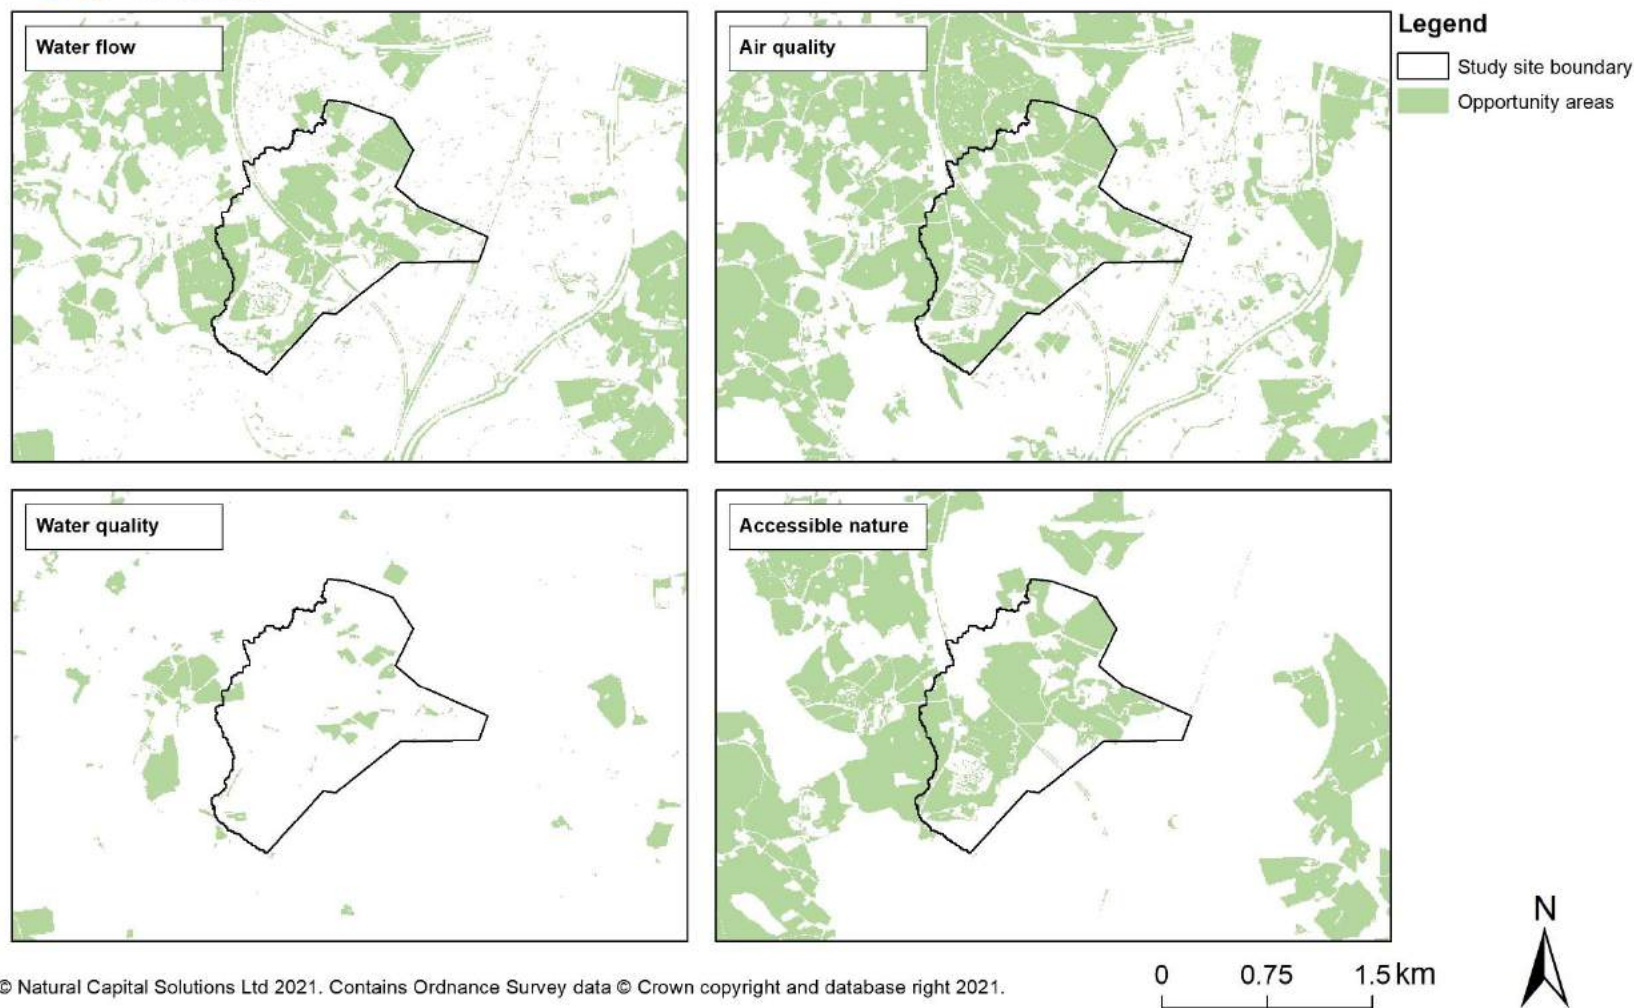 Water flow
Air quality
Legend
Study site boundary
Opportunity areas
Water quality
Accessible nature
N
0 0.75 1.5 km
© Natural Capital Solutions Ltd 2021. Contains Ordnance Survey data © Crown copyright and database right 2021.